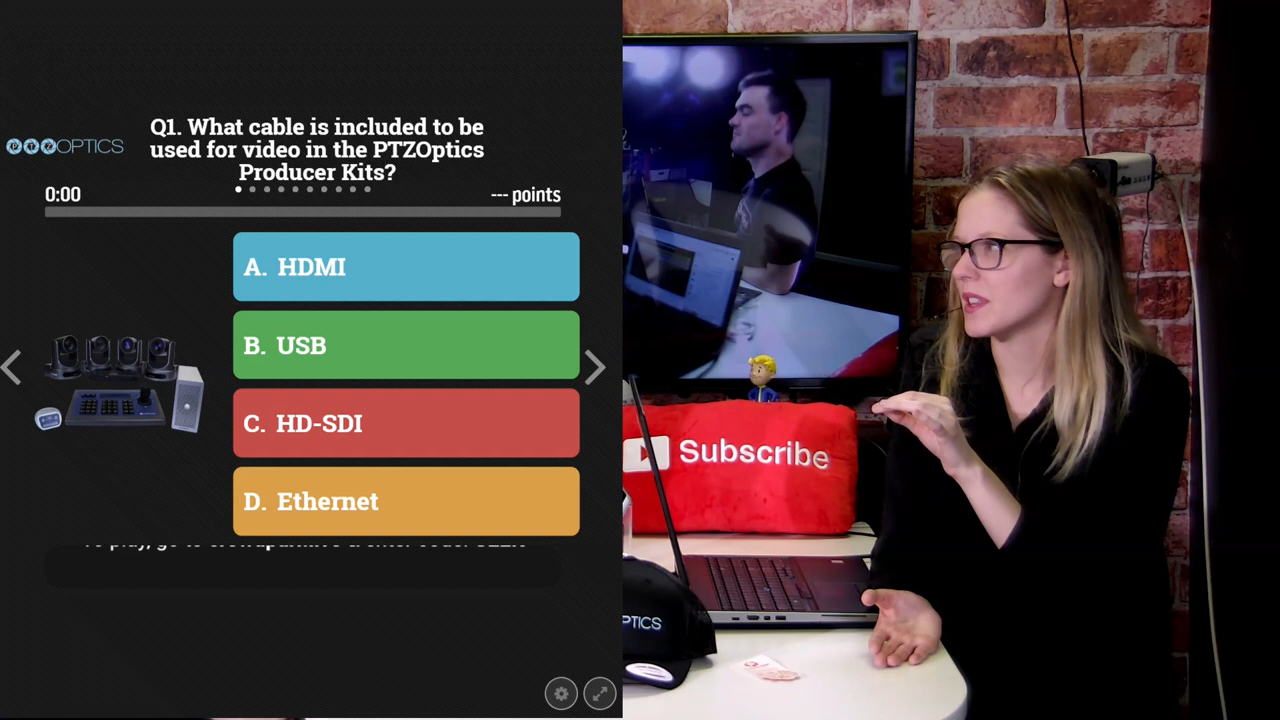 PTZOPTICS
Q1. What cable is included to be
used for video in the PTZOptics
Producer Kits?
0:00
--- points
A. HDMI
B. USB
C. HD-SDI
D. Ethernet
Subscribe
PTICS